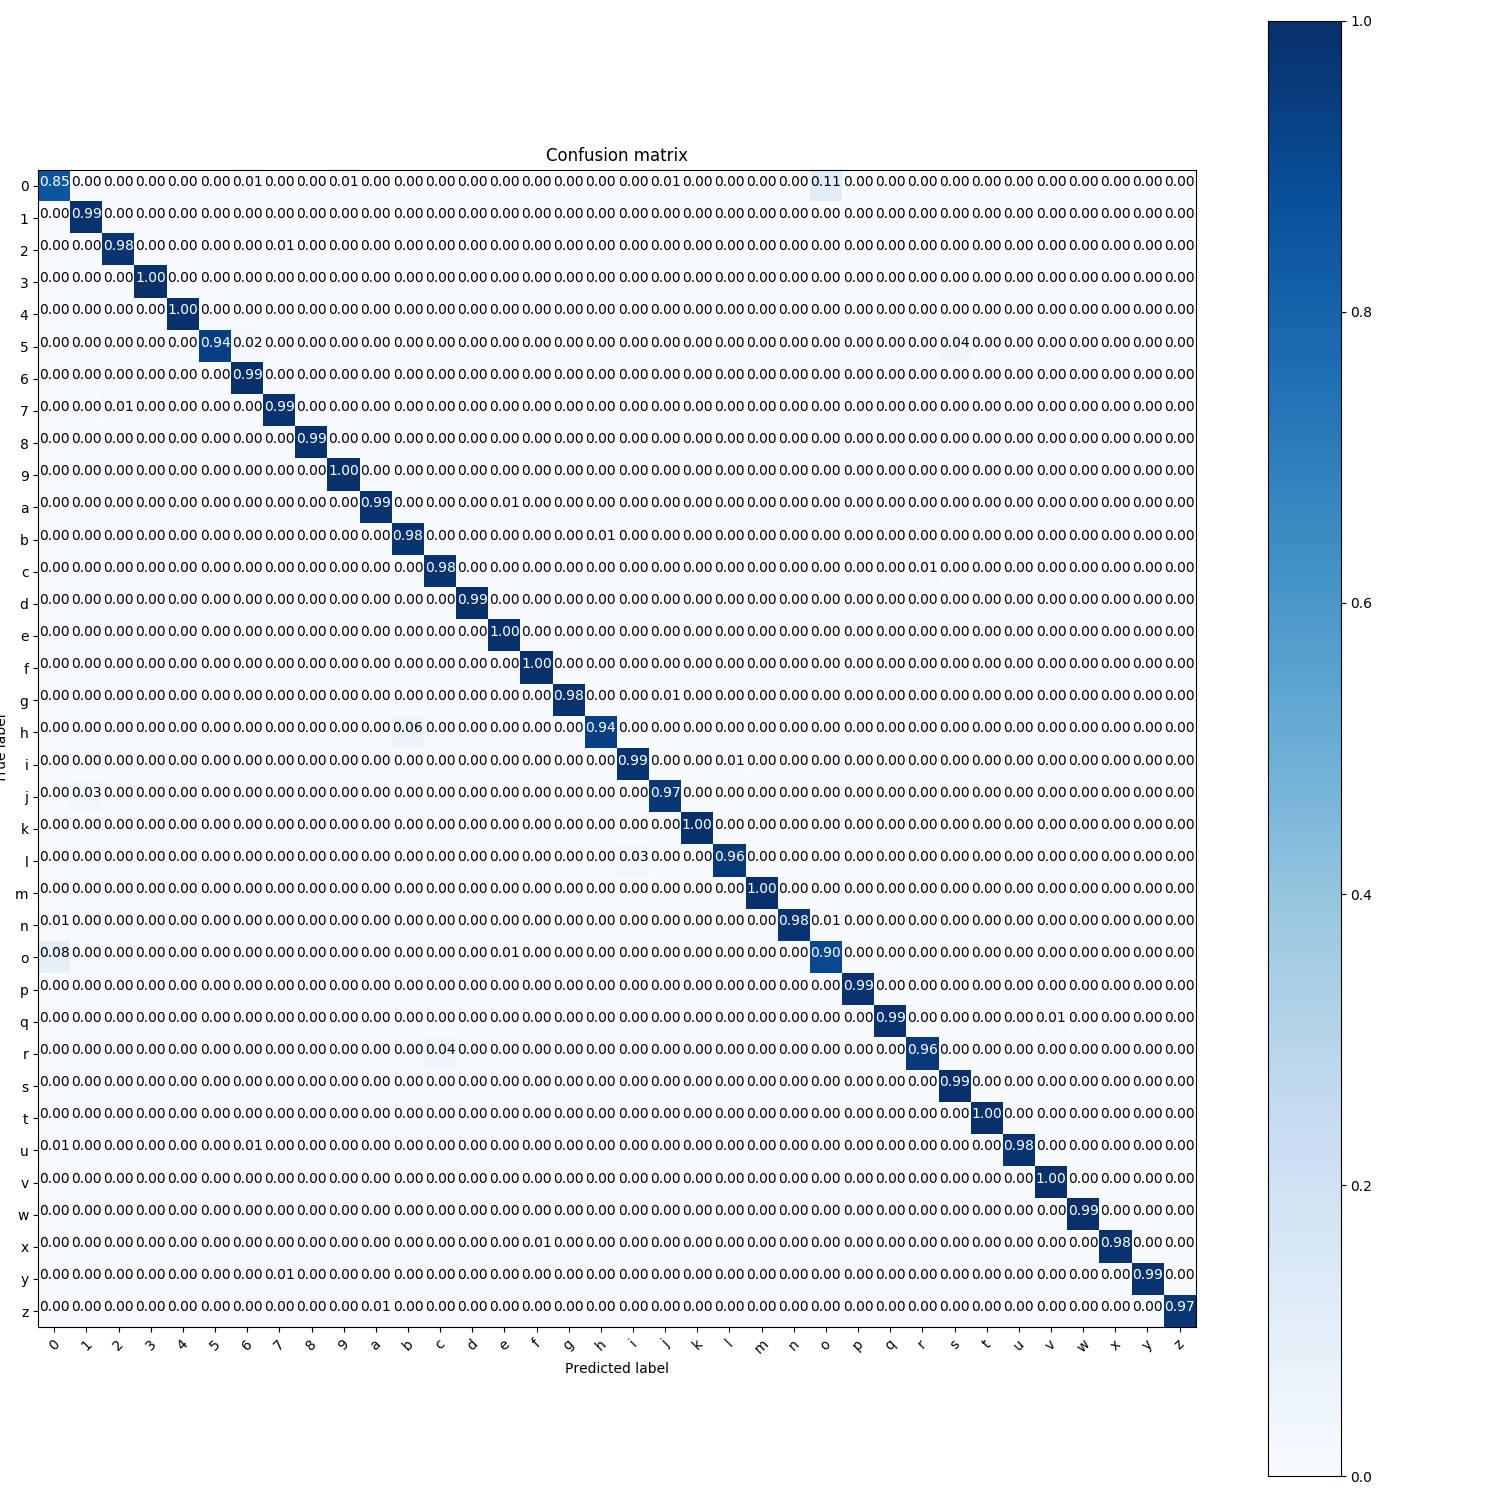 Confusion matrix
0 0.85 0.00 0.00 0.00 0.00 0.00 0.01 0.00 0.00 0.01 0.00 0.00 0.00 0.00 0.00 0.00 0.00 0.00 0.00 0.01 0.00 0.00 0.00 0.00 0.11 0.00 0.00 0.00 0.00 0.00 0.00 0.00 0.00 0.00 0.00 0.00
1 0.00 0.99 0.00 0.00 0.00 0.00 0.00 0.00 0.00 0.00 0.00 0.00 0.00 0.00 0.00 0.00 0.00 0.00 0.00 0.00 0.00 0.00 0.00 0.00 0.00 0.00 0.00 0.00 0.00 0.00 0.00 0.00 0.00 0.00 0.00 0.00
2 0.00 0.00 0.98 0.00 0.00 0.00 0.00 0.01 0.00 0.00 0.00 0.00 0.00 0.00 0.00 0.00 0.00 0.00 0.00 0.00 0.00 0.00 0.00 0.00 0.00 0.00 0.00 0.00 0.00 0.00 0.00 0.00 0.00 0.00 0.00 0.00
3 0.00 0.00 0.00 1.00 0.00 0.00 0.00 0.00 0.00 0.00 0.00 0.00 0.00 0.00 0.00 0.00 0.00 0.00 0.00 0.00 0.00 0.00 0.00 0.00 0.00 0.00 0.00 0.00 0.00 0.00 0.00 0.00 0.00 0.00 0.00 0.00
4 0.00 0.00 0.00 0.00 1.00 0.00 0.00 0.00 0.00 0.00 0.00 0.00 0.00 0.00 0.00 0.00 0.00 0.00 0.00 0.00 0.00 0.00 0.00 0.00 0.00 0.00 0.00 0.00 0.00 0.00 0.00 0.00 0.00 0.00 0.00 0.00
5 0.00 0.00 0.00 0.00 0.00 0.94 0.02 0.00 0.00 0.00 0.00 0.00 0.00 0.00 0.00 0.00 0.00 0.00 0.00 0.00 0.00 0.00 0.00 0.00 0.00 0.00 0.00 0.00 0.04 0.00 0.00 0.00 0.00 0.00 0.00 0.00
6 0.00 0.00 0.00 0.00 0.00 0.00 0.99 0.00 0.00 0.00 0.00 0.00 0.00 0.00 0.00 0.00 0.00 0.00 0.00 0.00 0.00 0.00 0.00 0.00 0.00 0.00 0.00 0.00 0.00 0.00 0.00 0.00 0.00 0.00 0.00 0.00
7 0.00 0.00 0.01 0.00 0.00 0.00 0.00 0.99 0.00 0.00 0.00 0.00 0.00 0.00 0.00 0.00 0.00 0.00 0.00 0.00 0.00 0.00 0.00 0.00 0.00 0.00 0.00 0.00 0.00 0.00 0.00 0.00 0.00 0.00 0.00 0.00
8 0.00 0.00 0.00 0.00 0.00 0.00 0.00 0.00 0.99 0.00 0.00 0.00 0.00 0.00 0.00 0.00 0.00 0.00 0.00 0.00 0.00 0.00 0.00 0.00 0.00 0.00 0.00 0.00 0.00 0.00 0.00 0.00 0.00 0.00 0.00 0.00
9 0.00 0.00 0.00 0.00 0.00 0.00 0.00 0.00 0.00 1.00 0.00 0.00 0.00 0.00 0.00 0.00 0.00 0.00 0.00 0.00 0.00 0.00 0.00 0.00 0.00 0.00 0.00 0.00 0.00 0.00 0.00 0.00 0.00 0.00 0.00 0.00
a 0.00 0.00 0.00 0.00 0.00 0.00 0.00 0.00 0.00 0.00 0.99 0.00 0.00 0.00 0.01 0.00 0.00 0.00 0.00 0.00 0.00 0.00 0.00 0.00 0.00 0.00 0.00 0.00 0.00 0.00 0.00 0.00 0.00 0.00 0.00 0.00
b 0.00 0.00 0.00 0.00 0.00 0.00 0.00 0.00 0.00 0.00 0.00 0.98 0.00 0.00 0.00 0.00 0.00 0.01 0.00 0.00 0.00 0.00 0.00 0.00 0.00 0.00 0.00 0.00 0.00 0.00 0.00 0.00 0.00 0.00 0.00 0.00
c 0.00 0.00 0.00 0.00 0.00 0.00 0.00 0.00 0.00 0.00 0.00 0.00 0.98 0.00 0.00 0.00 0.00 0.00 0.00 0.00 0.00 0.00 0.00 0.00 0.00 0.00 0.00 0.01 0.00 0.00 0.00 0.00 0.00 0.00 0.00 0.00
d 0.00 0.00 0.00 0.00 0.00 0.00 0.00 0.00 0.00 0.00 0.00 0.00 0.00 0.99 0.00 0.00 0.00 0.00 0.00 0.00 0.00 0.00 0.00 0.00 0.00 0.00 0.00 0.00 0.00 0.00 0.00 0.00 0.00 0.00 0.00 0.00
e 0.00 0.00 0.00 0.00 0.00 0.00 0.00 0.00 0.00 0.00 0.00 0.00 0.00 0.00 1.00 0.00 0.00 0.00 0.00 0.00 0.00 0.00 0.00 0.00 0.00 0.00 0.00 0.00 0.00 0.00 0.00 0.00 0.00 0.00 0.00 0.00
f 0.00 0.00 0.00 0.00 0.00 0.00 0.00 0.00 0.00 0.00 0.00 0.00 0.00 0.00 0.00 1.00 0.00 0.00 0.00 0.00 0.00 0.00 0.00 0.00 0.00 0.00 0.00 0.00 0.00 0.00 0.00 0.00 0.00 0.00 0.00 0.00
g 0.00 0.00 0.00 0.00 0.00 0.00 0.00 0.00 0.00 0.00 0.00 0.00 0.00 0.00 0.00 0.00 0.98 0.00 0.00 0.01 0.00 0.00 0.00 0.00 0.00 0.00 0.00 0.00 0.00 0.00 0.00 0.00 0.00 0.00 0.00 0.00
h 0.00 0.00 0.00 0.00 0.00 0.00 0.00 0.00 0.00 0.00 0.00 0.06 0.00 0.00 0.00 0.00 0.00 0.94 0.00 0.00 0.00 0.00 0.00 0.00 0.00 0.00 0.00 0.00 0.00 0.00 0.00 0.00 0.00 0.00 0.00 0.00
i 0.00 0.00 0.00 0.00 0.00 0.00 0.00 0.00 0.00 0.00 0.00 0.00 0.00 0.00 0.00 0.00 0.00 0.00 0.99 0.00 0.00 0.01 0.00 0.00 0.00 0.00 0.00 0.00 0.00 0.00 0.00 0.00 0.00 0.00 0.00 0.00
j 0.00 0.03 0.00 0.00 0.00 0.00 0.00 0.00 0.00 0.00 0.00 0.00 0.00 0.00 0.00 0.00 0.00 0.00 0.00 0.97 0.00 0.00 0.00 0.00 0.00 0.00 0.00 0.00 0.00 0.00 0.00 0.00 0.00 0.00 0.00 0.00
k 0.00 0.00 0.00 0.00 0.00 0.00 0.00 0.00 0.00 0.00 0.00 0.00 0.00 0.00 0.00 0.00 0.00 0.00 0.00 0.00 1.00 0.00 0.00 0.00 0.00 0.00 0.00 0.00 0.00 0.00 0.00 0.00 0.00 0.00 0.00 0.00
l 0.00 0.00 0.00 0.00 0.00 0.00 0.00 0.00 0.00 0.00 0.00 0.00 0.00 0.00 0.00 0.00 0.00 0.00 0.03 0.00 0.00 0.96 0.00 0.00 0.00 0.00 0.00 0.00 0.00 0.00 0.00 0.00 0.00 0.00 0.00 0.00
m 0.00 0.00 0.00 0.00 0.00 0.00 0.00 0.00 0.00 0.00 0.00 0.00 0.00 0.00 0.00 0.00 0.00 0.00 0.00 0.00 0.00 0.00 1.00 0.00 0.00 0.00 0.00 0.00 0.00 0.00 0.00 0.00 0.00 0.00 0.00 0.00
n 0.01 0.00 0.00 0.00 0.00 0.00 0.00 0.00 0.00 0.00 0.00 0.00 0.00 0.00 0.00 0.00 0.00 0.00 0.00 0.00 0.00 0.00 0.00 0.98 0.01 0.00 0.00 0.00 0.00 0.00 0.00 0.00 0.00 0.00 0.00 0.00
o 0.08 0.00 0.00 0.00 0.00 0.00 0.00 0.00 0.00 0.00 0.00 0.00 0.00 0.00 0.01 0.00 0.00 0.00 0.00 0.00 0.00 0.00 0.00 0.00 0.90 0.00 0.00 0.00 0.00 0.00 0.00 0.00 0.00 0.00 0.00 0.00
p 0.00 0.00 0.00 0.00 0.00 0.00 0.00 0.00 0.00 0.00 0.00 0.00 0.00 0.00 0.00 0.00 0.00 0.00 0.00 0.00 0.00 0.00 0.00 0.00 0.00 0.99 0.00 0.00 0.00 0.00 0.00 0.00 0.00 0.00 0.00 0.00
q 0.00 0.00 0.00 0.00 0.00 0.00 0.00 0.00 0.00 0.00 0.00 0.00 0.00 0.00 0.00 0.00 0.00 0.00 0.00 0.00 0.00 0.00 0.00 0.00 0.00 0.00 0.99 0.00 0.00 0.00 0.00 0.01 0.00 0.00 0.00 0.00
r 0.00 0.00 0.00 0.00 0.00 0.00 0.00 0.00 0.00 0.00 0.00 0.00 0.04 0.00 0.00 0.00 0.00 0.00 0.00 0.00 0.00 0.00 0.00 0.00 0.00 0.00 0.00 0.96 0.00 0.00 0.00 0.00 0.00 0.00 0.00 0.00
s 0.00 0.00 0.00 0.00 0.00 0.00 0.00 0.00 0.00 0.00 0.00 0.00 0.00 0.00 0.00 0.00 0.00 0.00 0.00 0.00 0.00 0.00 0.00 0.00 0.00 0.00 0.00 0.00 0.99 0.00 0.00 0.00 0.00 0.00 0.00 0.00
t 0.00 0.00 0.00 0.00 0.00 0.00 0.00 0.00 0.00 0.00 0.00 0.00 0.00 0.00 0.00 0.00 0.00 0.00 0.00 0.00 0.00 0.00 0.00 0.00 0.00 0.00 0.00 0.00 0.00 1.00 0.00 0.00 0.00 0.00 0.00 0.00
u 0.01 0.00 0.00 0.00 0.00 0.00 0.01 0.00 0.00 0.00 0.00 0.00 0.00 0.00 0.00 0.00 0.00 0.00 0.00 0.00 0.00 0.00 0.00 0.00 0.00 0.00 0.00 0.00 0.00 0.00 0.98 0.00 0.00 0.00 0.00 0.00
v 0.00 0.00 0.00 0.00 0.00 0.00 0.00 0.00 0.00 0.00 0.00 0.00 0.00 0.00 0.00 0.00 0.00 0.00 0.00 0.00 0.00 0.00 0.00 0.00 0.00 0.00 0.00 0.00 0.00 0.00 0.00 1.00 0.00 0.00 0.00 0.00
w 0.00 0.00 0.00 0.00 0.00 0.00 0.00 0.00 0.00 0.00 0.00 0.00 0.00 0.00 0.00 0.00 0.00 0.00 0.00 0.00 0.00 0.00 0.00 0.00 0.00 0.00 0.00 0.00 0.00 0.00 0.00 0.00 0.99 0.00 0.00 0.00
x 0.00 0.00 0.00 0.00 0.00 0.00 0.00 0.00 0.00 0.00 0.00 0.00 0.00 0.00 0.00 0.01 0.00 0.00 0.00 0.00 0.00 0.00 0.00 0.00 0.00 0.00 0.00 0.00 0.00 0.00 0.00 0.00 0.00 0.98 0.00 0.00
y 0.00 0.00 0.00 0.00 0.00 0.00 0.00 0.01 0.00 0.00 0.00 0.00 0.00 0.00 0.00 0.00 0.00 0.00 0.00 0.00 0.00 0.00 0.00 0.00 0.00 0.00 0.00 0.00 0.00 0.00 0.00 0.00 0.00 0.00 0.99 0.00
z 0.00 0.00 0.00 0.00 0.00 0.00 0.00 0.00 0.00 0.00 0.01 0.00 0.00 0.00 0.00 0.00 0.00 0.00 0.00 0.00 0.00 0.00 0.00 0.00 0.00 0.00 0.00 0.00 0.00 0.00 0.00 0.00 0.00 0.00 0.00 0.97
0 1 2 3 4 5 6 7 8 9 a b c d e f g h i j k l m n o p q r s t u v w x y z
Predicted label
1.0
0.8
0.6
0.4
0.2
0.0